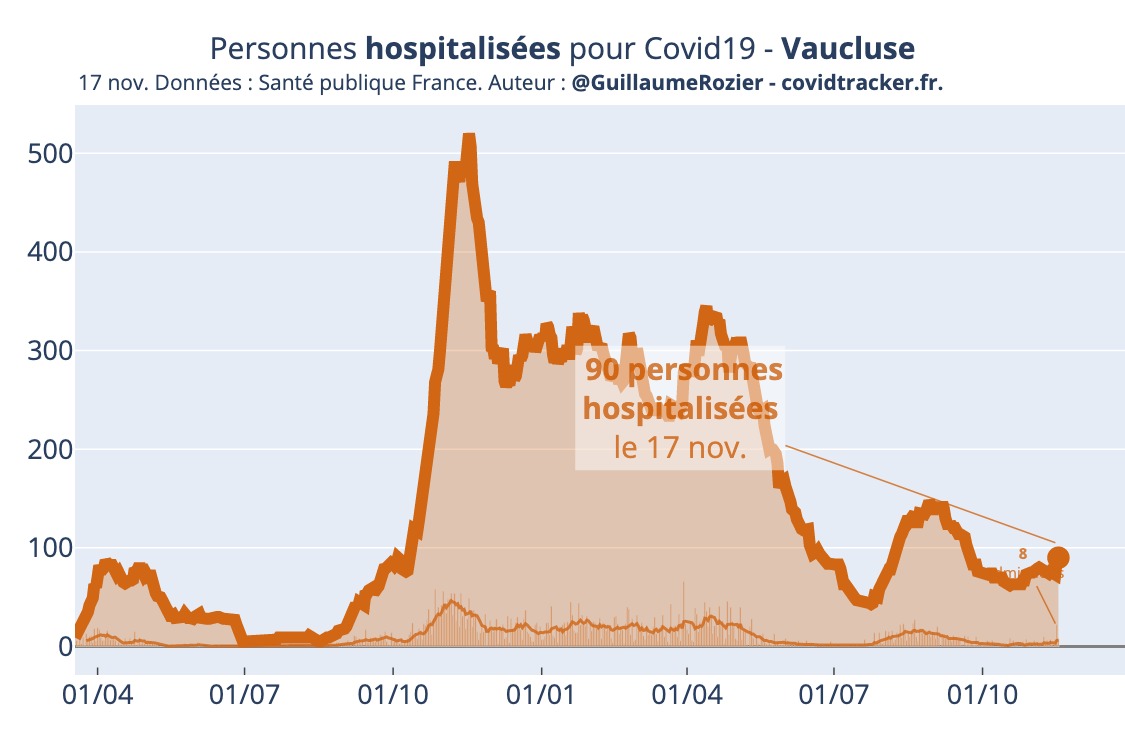 Personnes hospitalisées pour Covid19 - Vaucluse
17 nov. Données : Santé publique France. Auteur : @GuillaumeRozier - covidtracker.fr.
500
400
300
200
100
0
90 personnes
hospitalisées
le 17 nov.
8
01/04
01/07
01/10
01/01
01/04
01/07
01/10